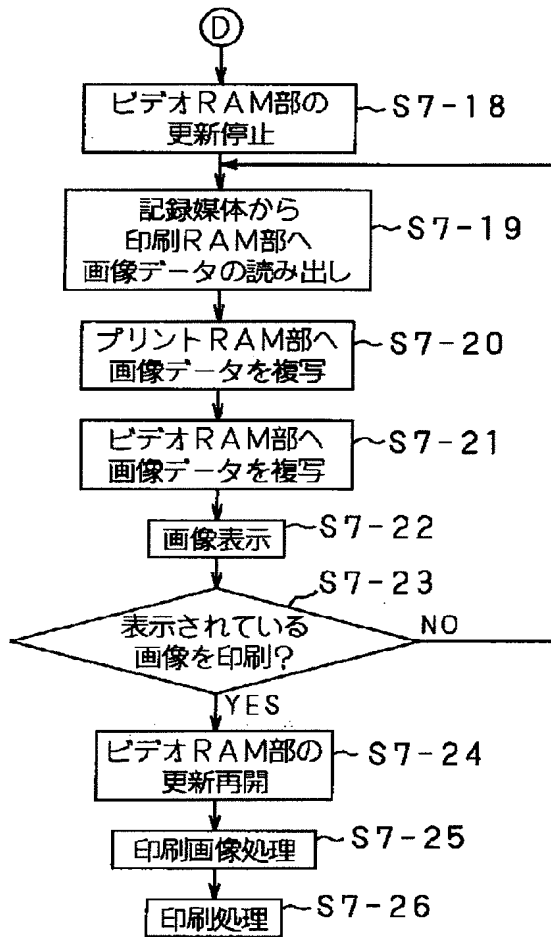 D
ビデオRAM部の
更新停止
S7-18
記録媒体から
印刷RAM部へ
画像データの読み出し
S7-19
プリントRAM部へ
画像データを複写
S7-20
ビデオRAM部へ
画像データを複写
S7-21
画像表示
S7-22
S7-23
表示されている
画像を印刷?
NO
YES
ビデオRAM部の
更新再開
S7-24
印刷画像処理
S7-25
印刷処理
S7-26